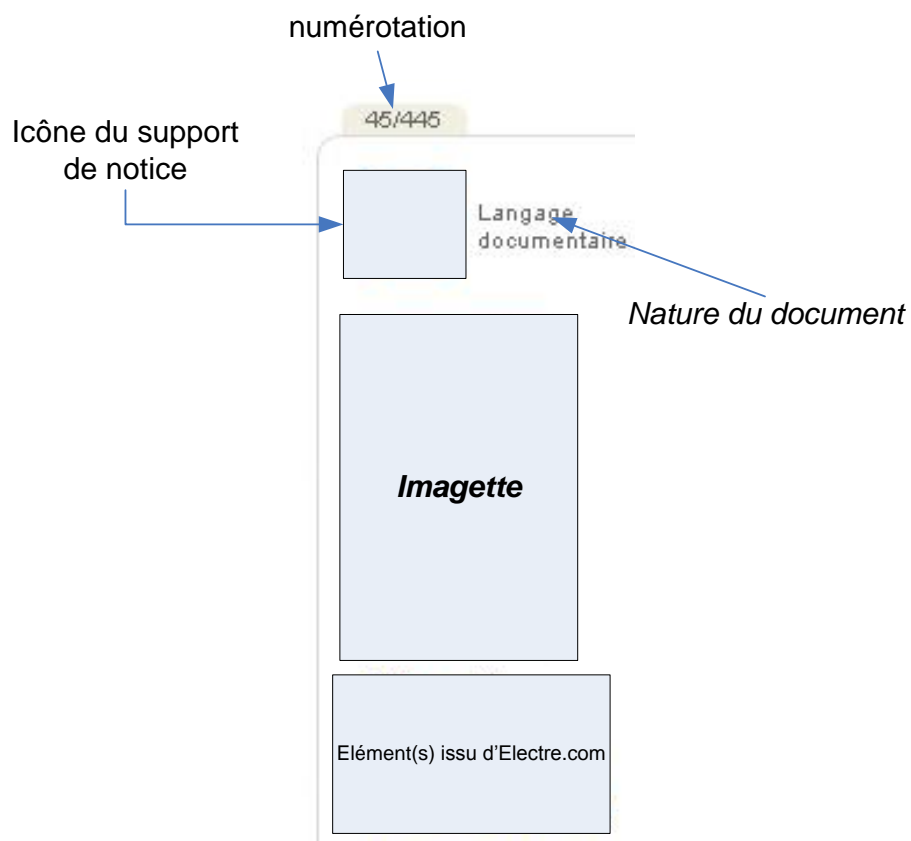 numérotation
45/445
Icône du support
de notice
Langage
documentaire
Nature du document
Imagette
Elément(s) issu d'Electre.com